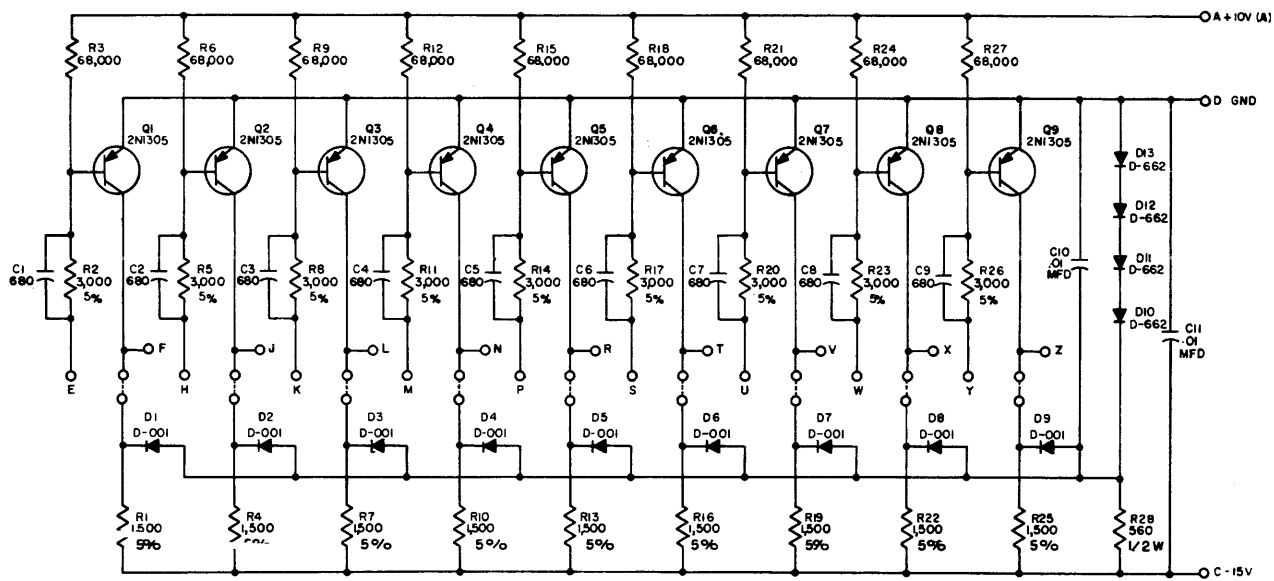 A +10V (A)
R3 68,000
R6 68,000
R9 68,000
R12 68,000
R15 68,000
R18 68,000
R21 68,000
R24 68,000
R27 68,000
D GND
Q1 2N1305
Q2 2N1305
Q3 2N1305
Q4 2N1305
Q5 2N1305
Q6 2N1305
Q7 2N1305
Q8 2N1305
Q9 2N1305
D13 D-662
D12 D-662
D11 D-662
D10 D-662
C1 680
R2 3,000 5%
C2 680
R5 3,000 5%
C3 680
R8 3,000 5%
C4 680
R11 3,000 5%
C5 680
R14 3,000 5%
C6 680
R17 3,000 5%
C7 680
R20 3,000 5%
C8 680
R23 3,000 5%
C9 680
R26 3,000 5%
C10 .01 MFD
C11 .01 MFD
F J L N R T V X Z
E H K M P S U W Y
D1 D-001
D2 D-001
D3 D-001
D4 D-001
D5 D-001
D6 D-001
D7 D-001
D8 D-001
D9 D-001
R1 1,500 5%
R4 1,500 5%
R7 1,500 5%
R10 1,500 5%
R13 1,500 5%
R16 1,500 5%
R19 1,500 5%
R22 1,500 5%
R25 1,500 5%
R28 560 1/2 W
C -15V